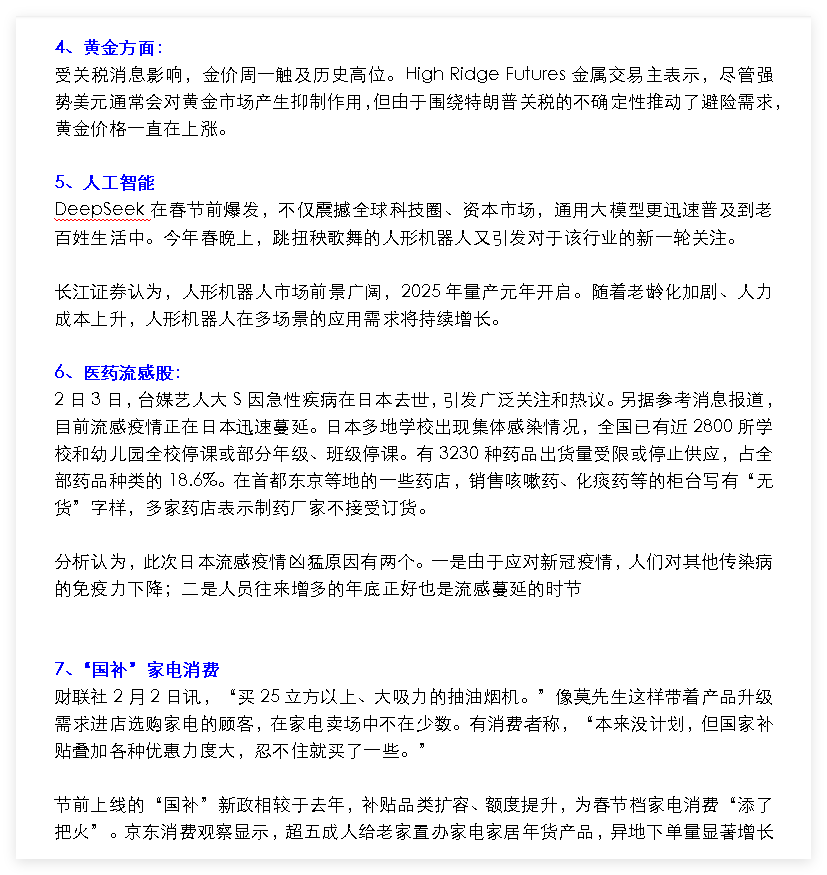 4、黄金方面：
受关税消息影响，金价周一触及历史高位。High Ridge Futures 金属交易主表示，尽管强
势美元通常会对黄金市场产生抑制作用，但由于围绕特朗普关税的不确定性推动了避险需求，
黄金价格一直在上涨。
5、人工智能
DeepSeek 在春节前爆发，不仅震撼全球科技圈、资本市场，通用大模型更迅速普及到老
百姓生活中。今年春晚上，跳扭秧歌舞的人形机器人又引发对于该行业的新一轮关注。
长江证券认为，人形机器人市场前景广阔，2025 年量产元年开启。随着老龄化加剧、人力
成本上升，人形机器人在多场景的应用需求将持续增长。
6、医药流感股：
2 日 3 日，台媒艺人大 S 因急性疾病在日本去世，引发广泛关注和热议。另据参考消息报道，
目前流感疫情正在日本迅速蔓延。日本多地学校出现集体感染情况，全国已有近 2800 所学
校和幼儿园全校停课或部分年级、班级停课。有 3230 种药品出货量受限或停止供应，占全
部药品种类的 18.6%。在首都东京等地的一些药店，销售咳嗽药、化痰药等的柜台写有“无
货”字样，多家药店表示制药厂家不接受订货。
分析认为，此次日本流感疫情凶猛原因有两个。一是由于应对新冠疫情，人们对其他传染病
的免疫力下降；二是人员往来增多的年底正好也是流感蔓延的时节
7、“国补”家电消费
财联社 2 月 2 日讯，“买 25 立方以上、大吸力的抽油烟机。”像莫先生这样带着产品升级
需求进店选购家电的顾客，在家电卖场中不在少数。有消费者称，“本来没计划，但国家补
贴叠加各种优惠力度大，忍不住就买了一些。”
节前上线的“国补”新政相较于去年，补贴品类扩容、额度提升，为春节档家电消费“添了
把火”。京东消费观察显示，超五成人给老家置办家电家居年货产品，异地下单量显著增长